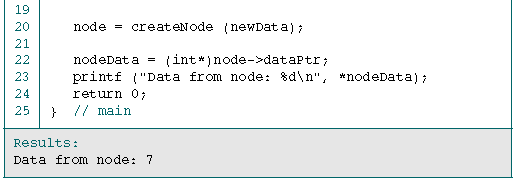 19
20 node = createNode (newData);
21
22 nodeData = (int*)node->dataPtr;
23 printf ("Data from node: %d\n", *nodeData);
24 return 0;
25 } // main
Results:
Data from node: 7